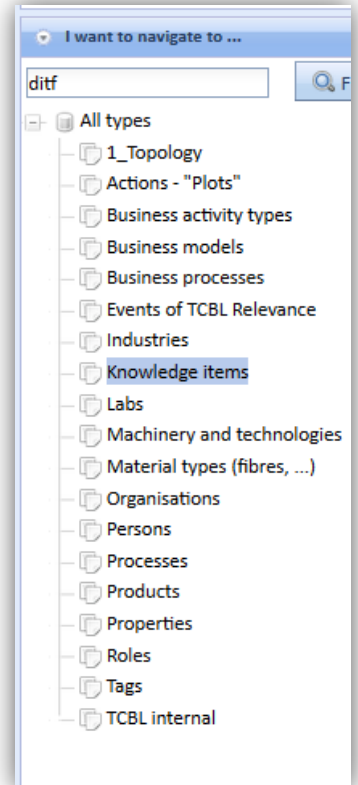 I want to navigate to ...
ditf
F
All types
1_Topology
Actions - "Plots"
Business activity types
Business models
Business processes
Events of TCBL Relevance
Industries
Knowledge items
Labs
Machinery and technologies
Material types (fibres, ...)
Organisations
Persons
Processes
Products
Properties
Roles
Tags
TCBL internal